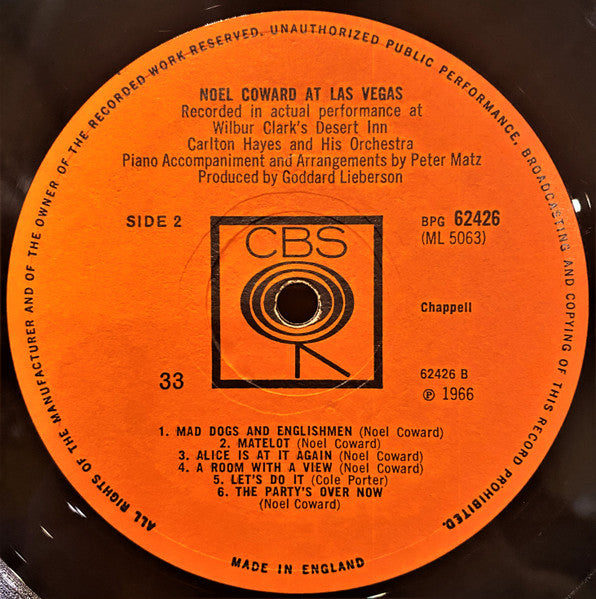 ALL RIGHTS OF THE MANUFACTURER AND OF THE OWNER OF THE RECORDED WORK RESERVED. UNAUTHORIZED PUBLIC PERFORMANCE, BROADCASTING AND COPYING OF THIS RECORD PROHIBITED.
NOEL COWARD AT LAS VEGAS
Recorded in actual performance at
Wilbur Clark's Desert Inn
Carlton Hayes and His Orchestra
Piano Accompaniment and Arrangements by Peter Matz
Produced by Goddard Lieberson
SIDE 2
BPG 62426
(ML 5063)
CBS
Chappell
33
62426 B
℗ 1966
1. MAD DOGS AND ENGLISHMEN (Noel Coward)
2. MATELOT (Noel Coward)
3. ALICE IS AT IT AGAIN (Noel Coward)
4. A ROOM WITH A VIEW (Noel Coward)
5. LET'S DO IT (Cole Porter)
6. THE PARTY'S OVER NOW
(Noel Coward)
MADE IN ENGLAND